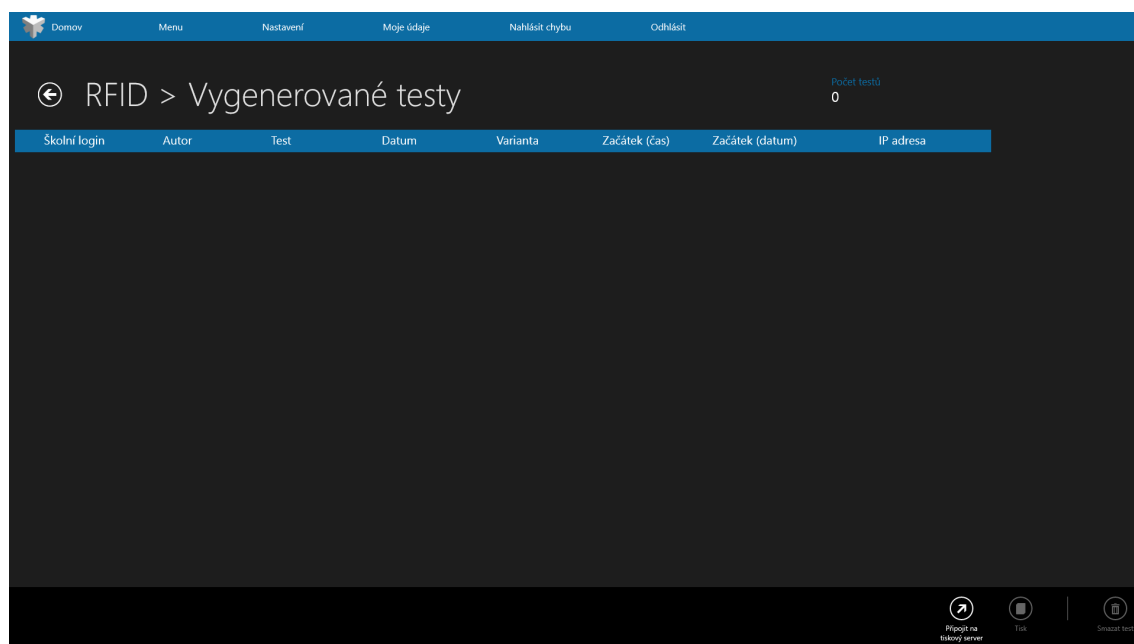 Domov Menu Nastavení Moje údaje Nahlásit chybu Odhlásit
RFID > Vygenerované testy
Počet testů
0
Školní login Autor Test Datum Varianta Začátek (čas) Začátek (datum) IP adresa
Připojit na
tiskový server
Tisk
Smazat test